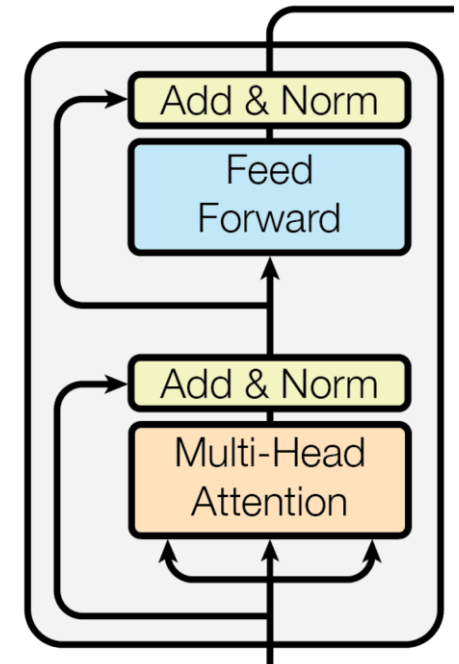 Add & Norm
Feed
Forward
Add & Norm
Multi-Head
Attention